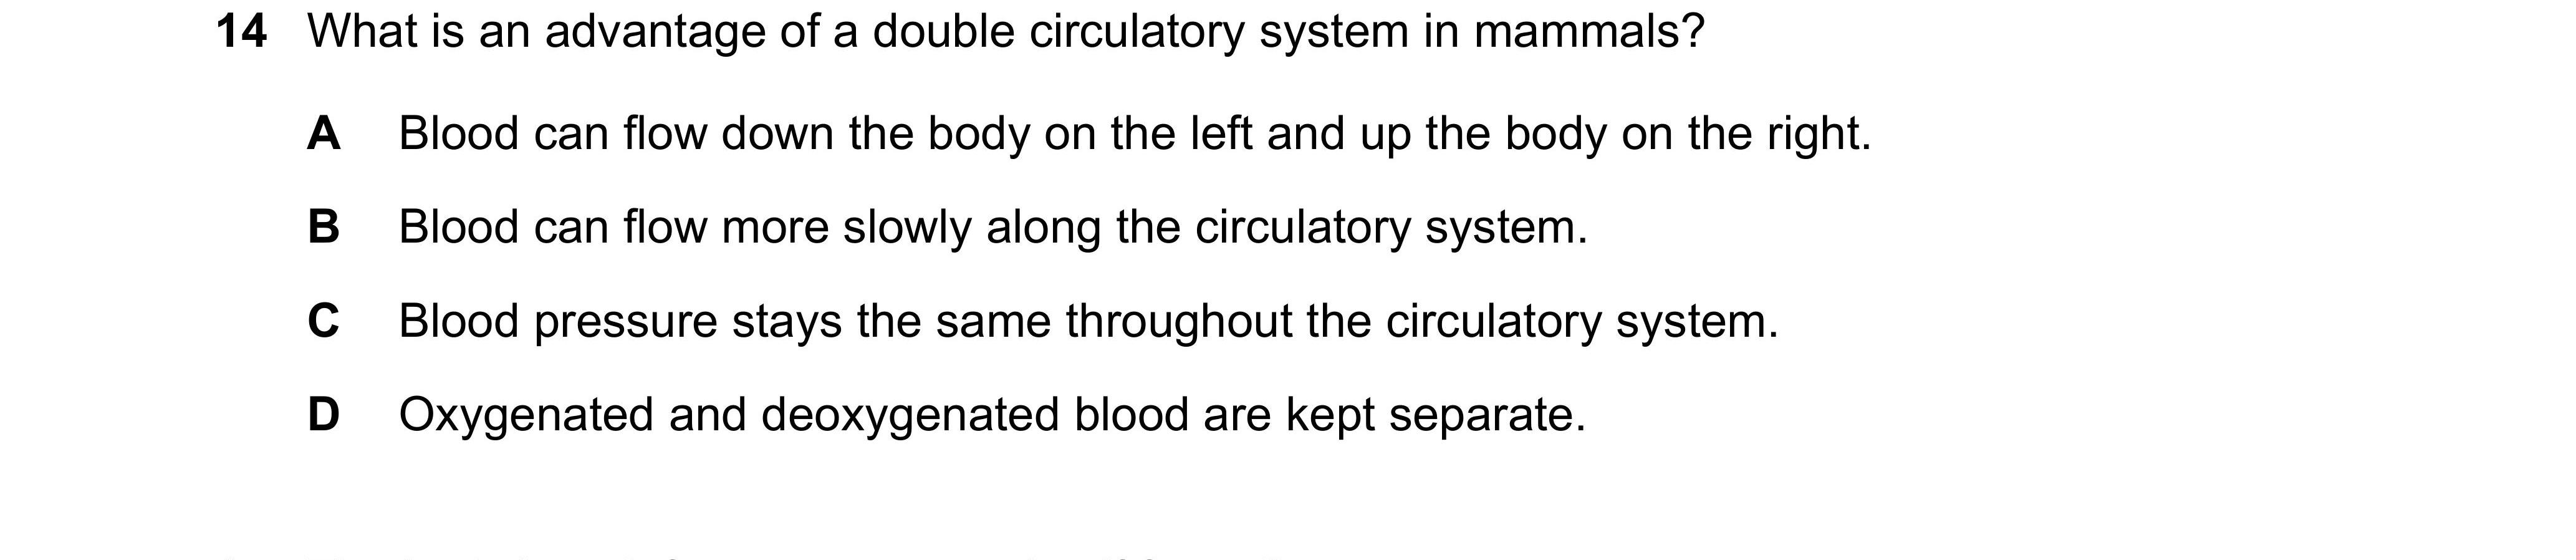 14 What is an advantage of a double circulatory system in mammals?
A Blood can flow down the body on the left and up the body on the right.
B Blood can flow more slowly along the circulatory system.
C Blood pressure stays the same throughout the circulatory system.
D Oxygenated and deoxygenated blood are kept separate.